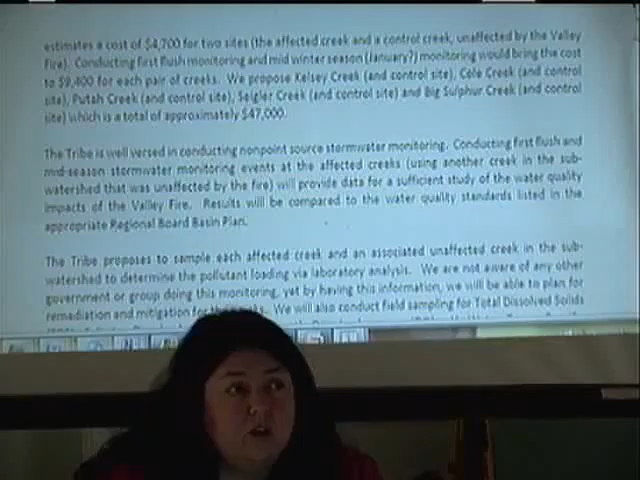 estimates a cost of $4,700 for two sites (the affected creek and a control creek, unaffected by the Valley
Fire). Conducting first flush monitoring and mid winter season (January?) monitoring would bring the cost
to $9,400 for each pair of creeks. We propose Kelsey Creek (and control site), Cole Creek (and control
site), Putah Creek (and control site), Seigler Creek (and control site) and Big Sulphur Creek (and control
site) which is a total of approximately $47,000.
The Tribe is well versed in conducting nonpoint source stormwater monitoring. Conducting first flush and
mid-season stormwater monitoring events at the affected creeks (using another creek in the sub-
watershed that was unaffected by the fire) will provide data for a sufficient study of the water quality
impacts of the Valley Fire. Results will be compared to the water quality standards listed in the
appropriate Regional Board Basin Plan.
The Tribe proposes to sample each affected creek and an associated unaffected creek in the sub-
watershed to determine the pollutant loading via laboratory analysis. We are not aware of any other
government or group doing this monitoring, yet by having this information, we will be able to plan for
remediation and mitigation for We will also conduct field sampling for Total Dissolved Solids